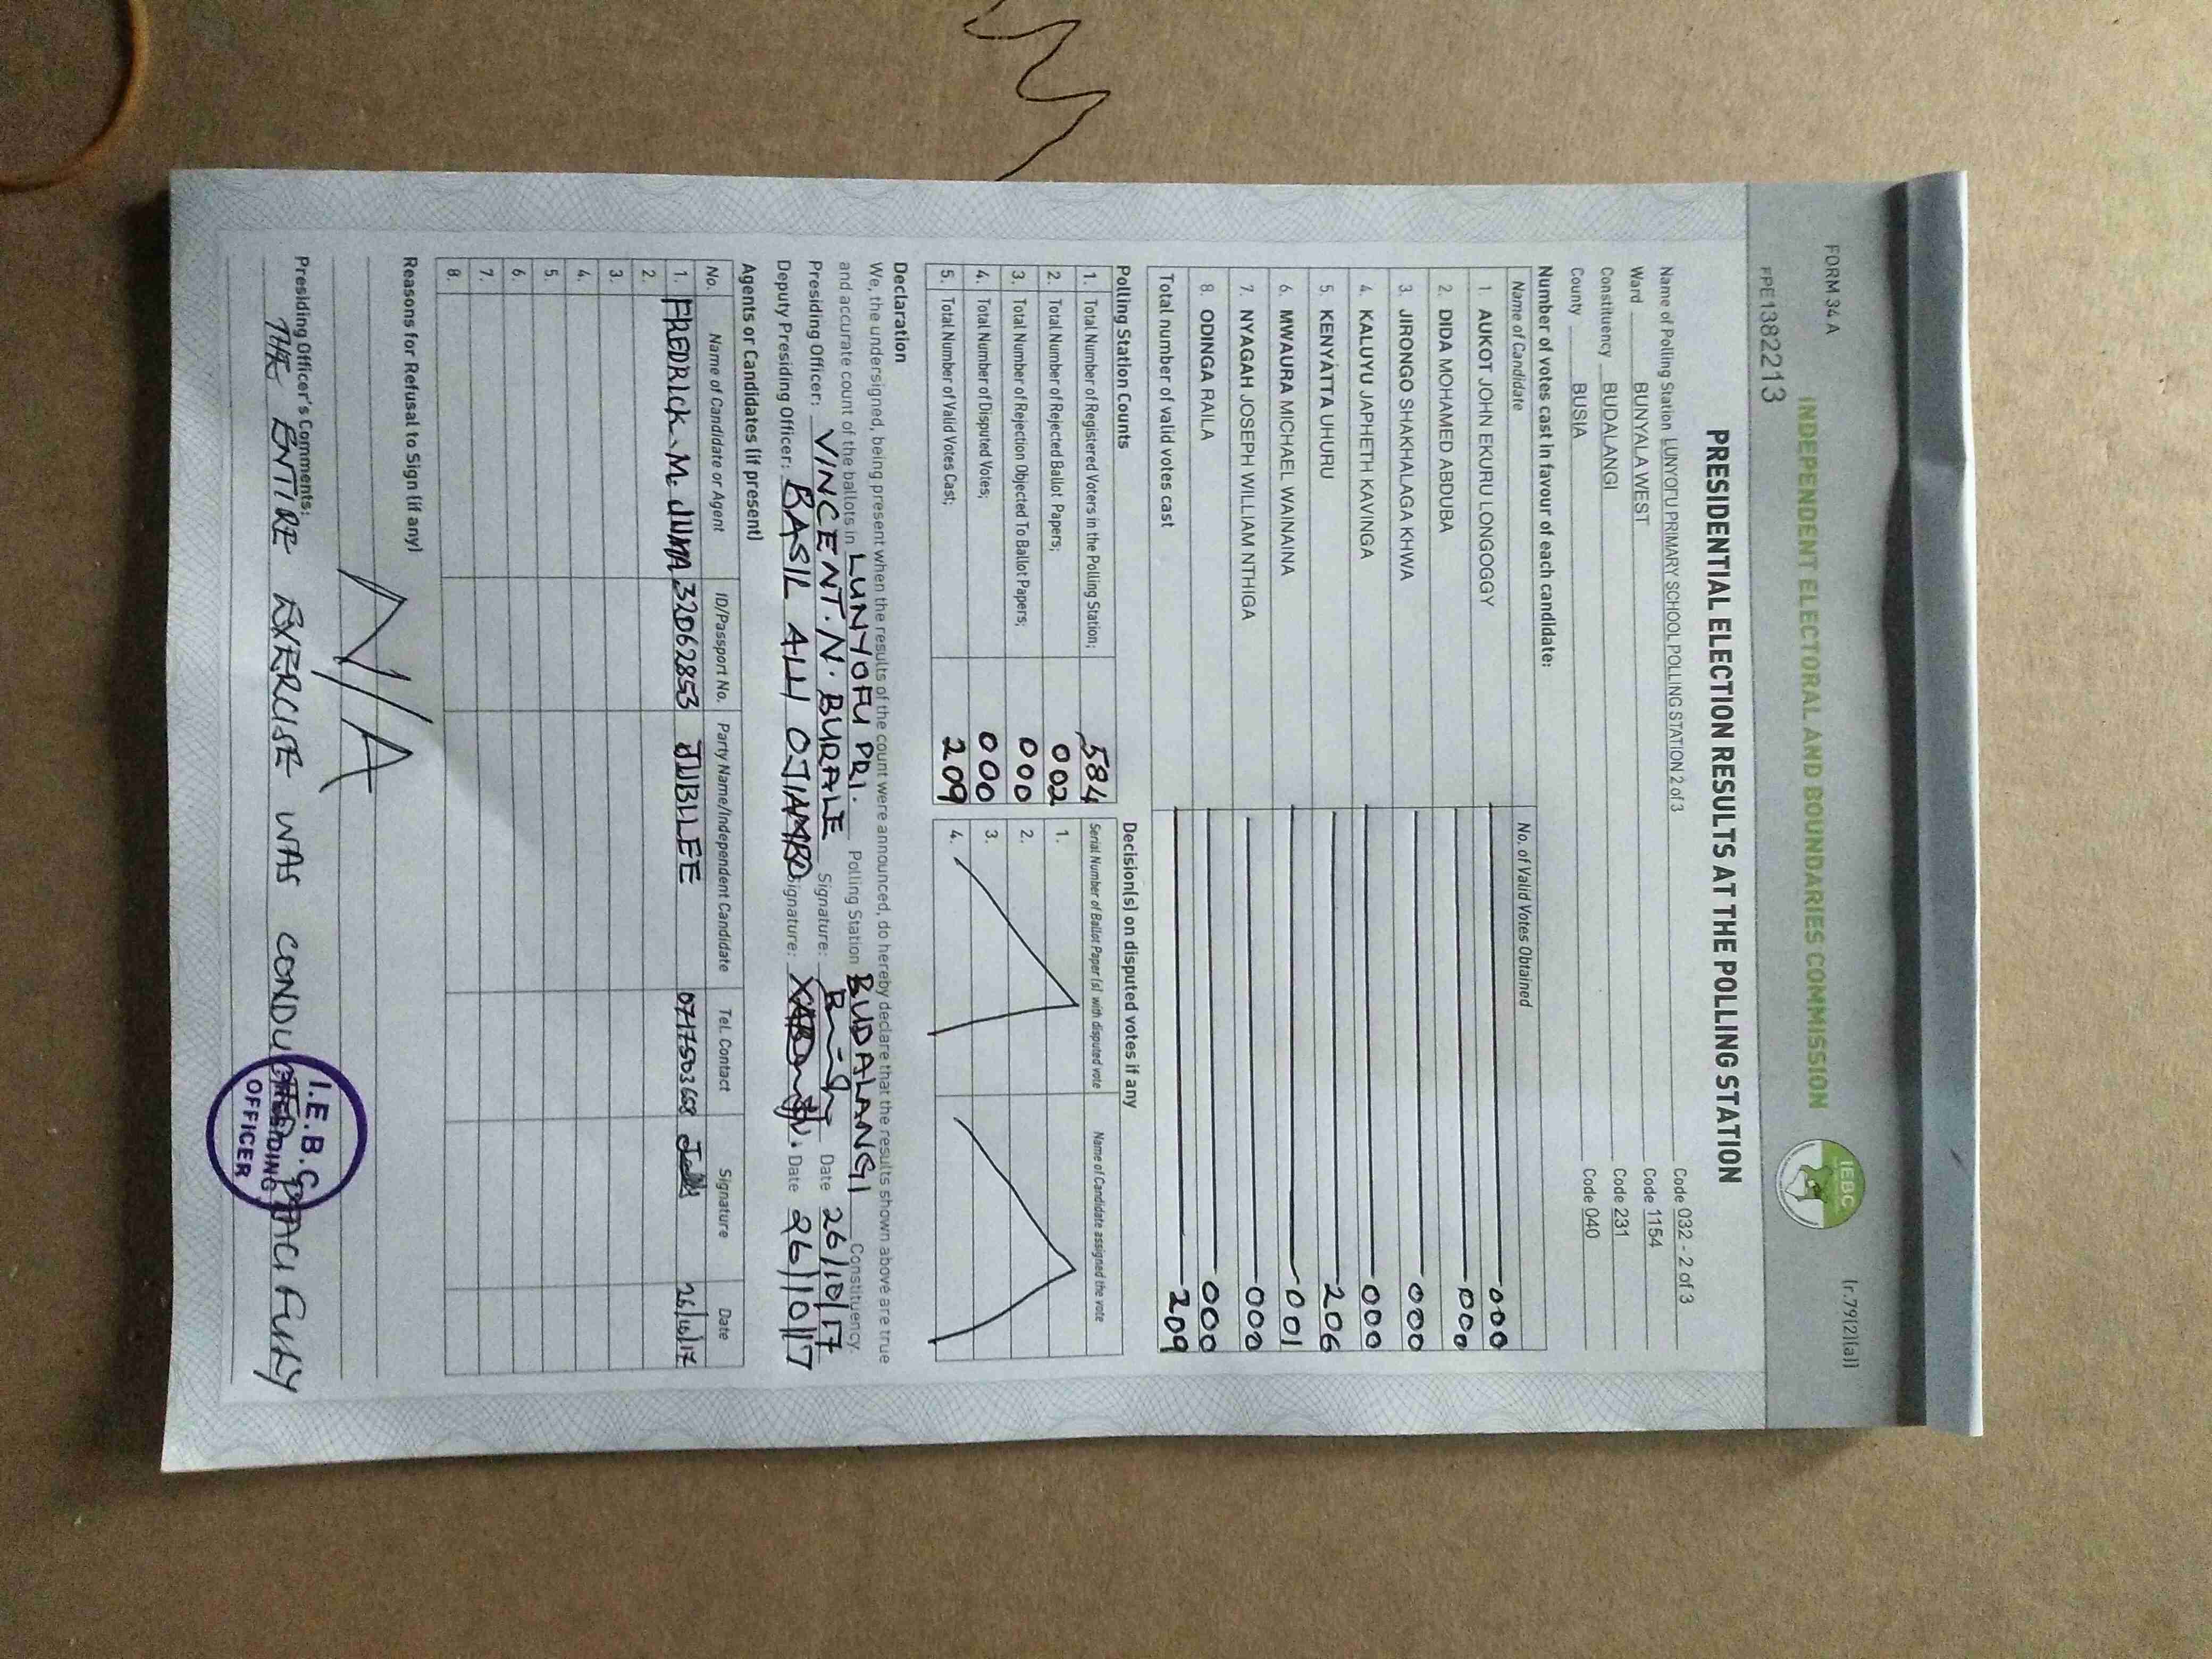 FORM 34 A
(r.79(2)(a))
INDEPENDENT ELECTORAL AND BOUNDARIES COMMISSION
IEBC
PPE1382213
PRESIDENTIAL ELECTION RESULTS AT THE POLLING STATION
Name of Polling Station LUNYOFU PRIMARY SCHOOL POLLING STATION 2 of 3 Code 032 - 2 of 3
Ward BUNYALA WEST Code 1154
Constituency BUDALANGI Code 231
County BUSIA Code 040
Number of votes cast in favour of each candidate:
Name of Candidate No. of Valid Votes Obtained
1. AUKOT JOHN EKURU LONGOGGY 000
2. DIDA MOHAMED ABDUBA 000
3. JIRONGO SHAKHALAGA KHWA 000
4. KALUYU JAPHETH KAVINGA 000
5. KENYATTA UHURU 206
6. MWAURA MICHAEL WAINAINA 001
7. NYAGAH JOSEPH WILLIAM NTHIGA 000
8. ODINGA RAILA 000
Total number of valid votes cast 209
Polling Station Counts Decision(s) on disputed votes if any
1. Total Number of Registered Voters in the Polling Station; 584
2. Total Number of Rejected Ballot Papers; 002
3. Total Number of Rejection Objected To Ballot Papers; 000
4. Total Number of Disputed Votes; 000
5. Total Number of Valid Votes Cast; 209
Serial Number of Ballot Paper(s) with disputed vote Name of Candidate assigned the vote
1.
2.
3.
4.
Declaration
We, the undersigned, being present when the results of the count were announced, do hereby declare that the results shown above are true
and accurate count of the ballots in LUNYOFU PRI. Polling Station BUDALANGI Constituency.
Presiding Officer: VINCENT. N. BURALE Signature: Date 26/10/17
Deputy Presiding Officer: BASIL ALLI OJIAMBO Signature: Date 26/10/17
Agents or Candidates (if present)
No. Name of Candidate or Agent ID/Passport No. Party Name/Independent Candidate Tel. Contact Signature Date
1. FREDRICK M. JUMA 32062853 JUBLEE 0717503668 26/10/17
2.
3.
4.
5.
6.
7.
8.
Reasons for Refusal to Sign (if any)
N/A
Presiding Officer's Comments:
THE ENTIRE EXERCISE WAS CONDUCTED FULLY
I.E.B.C
PRESIDING
OFFICER